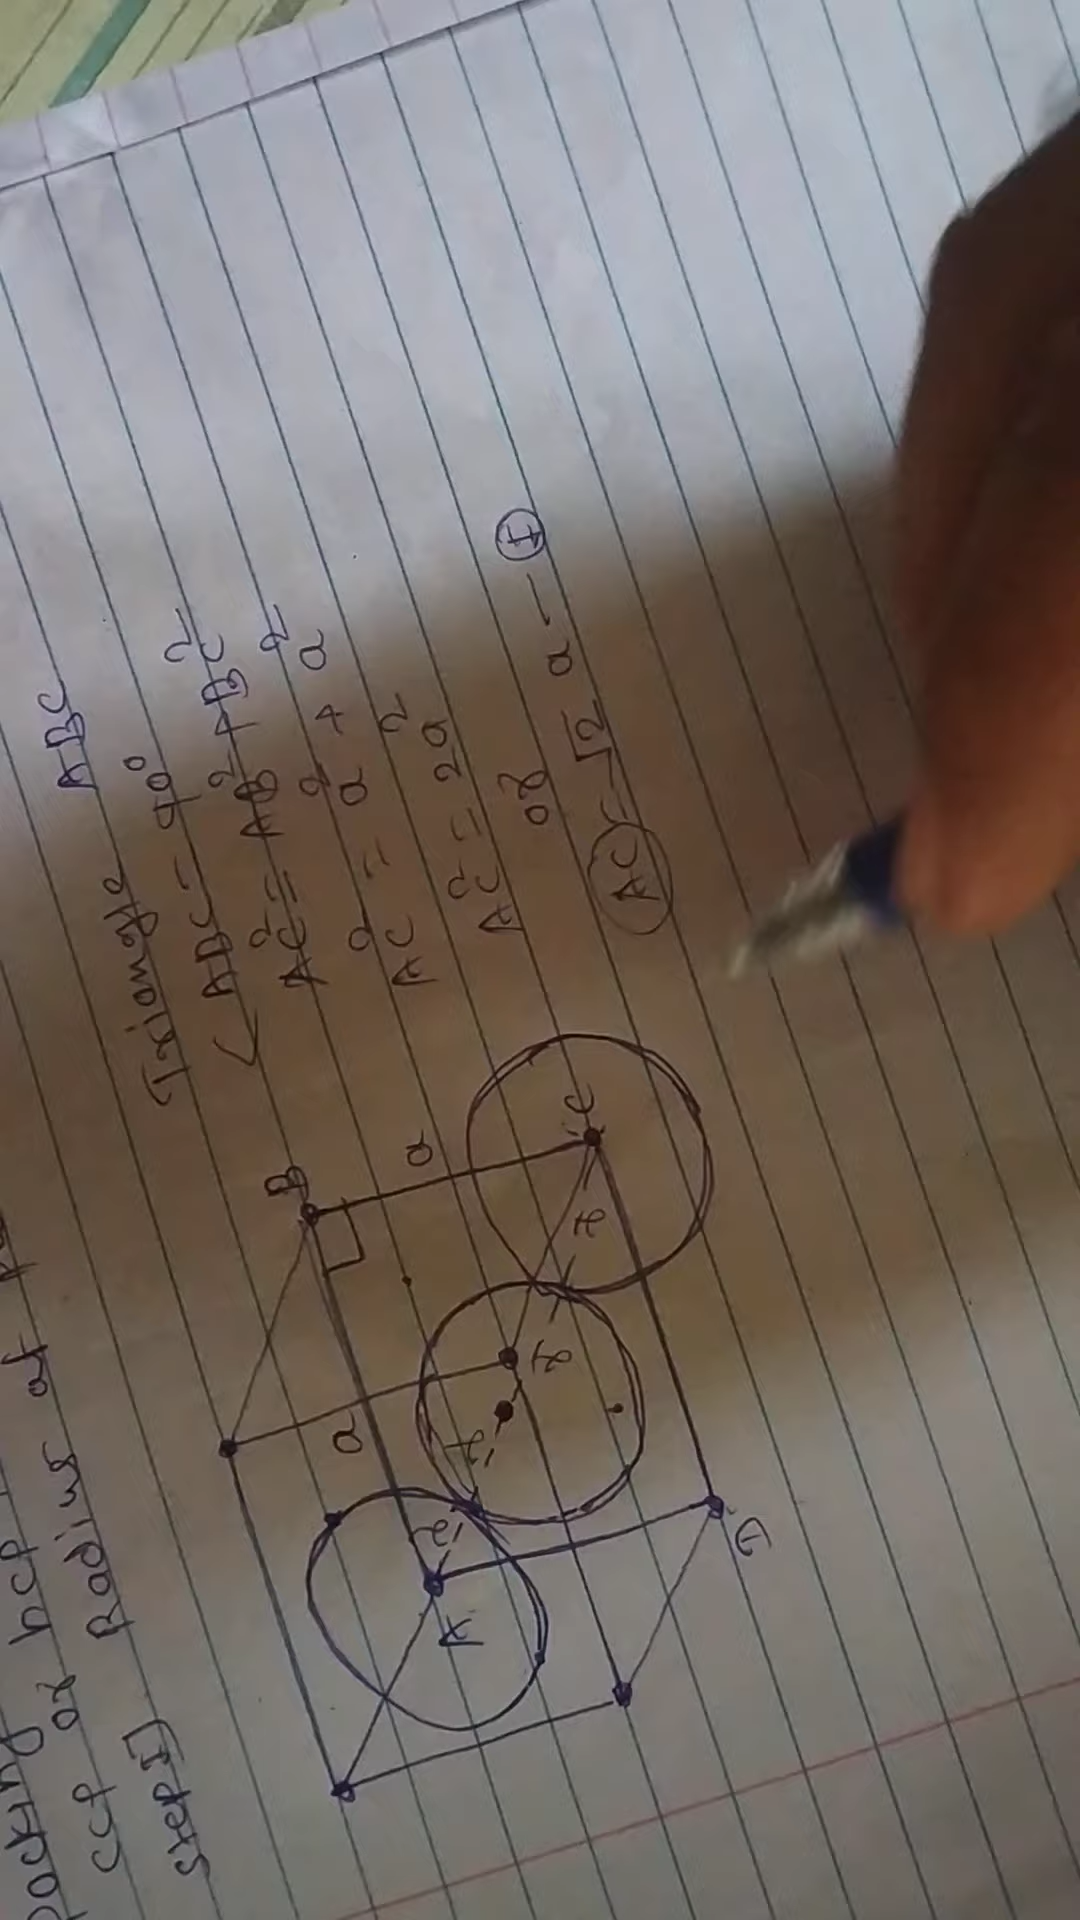 packing hcp
ccp or Radius of
Step I]
Triangle ABC
< ABC = 90°
AC² = AB² + BC²
AC² = a² + a²
AC² = 2a²
or
AC = √2 a — I
B
a
a
C
r
r
r
r
A
D